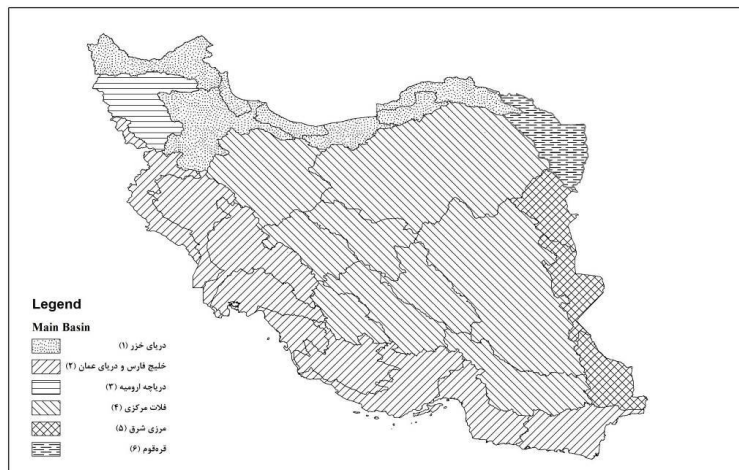 Legend
Main Basin
دریای خزر (۱)
خلیج فارس و دریای عمان (۲)
دریاچه ارومیه (۳)
فلات مرکزی (۴)
مرزی شرق (۵)
قره‌قوم (۶)